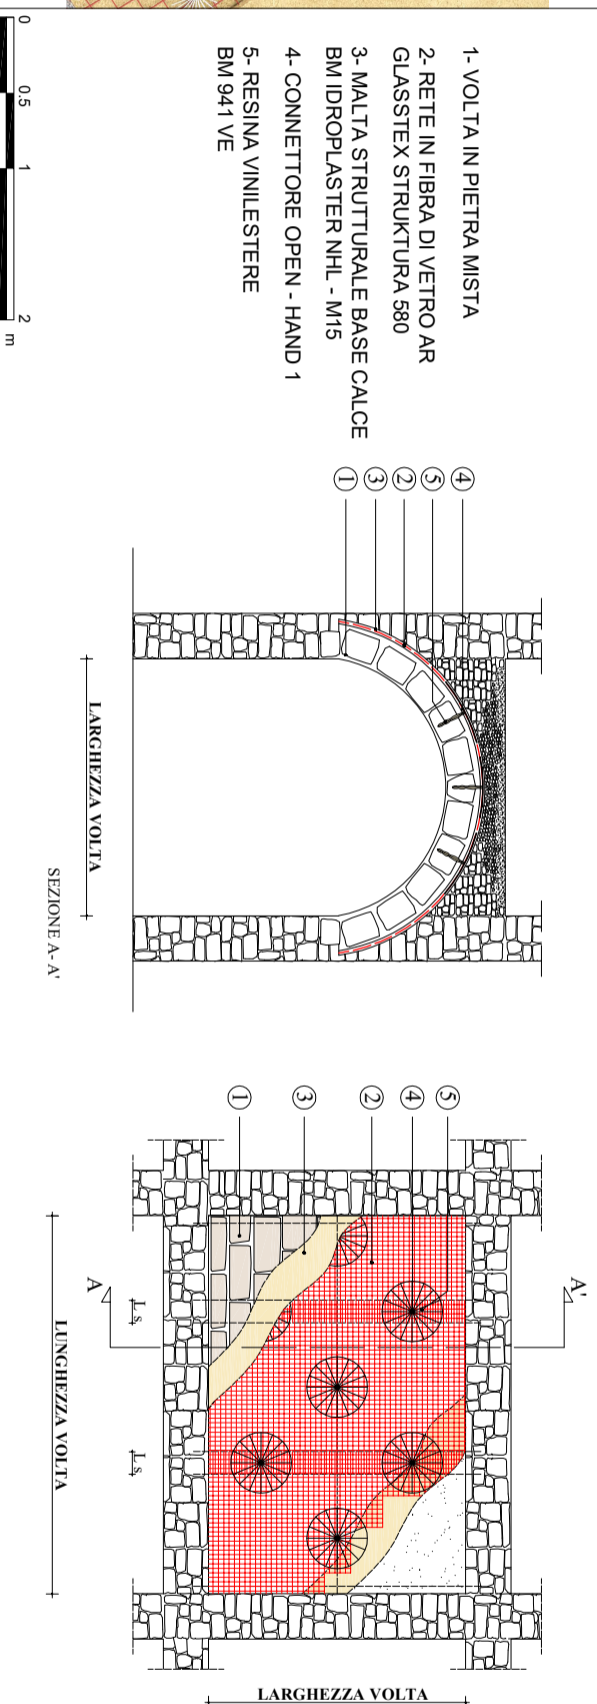 1- VOLTA IN PIETRA MISTA
2- RETE IN FIBRA DI VETRO AR
GLASSTEX STRUKTURA 580
3- MALTA STRUTTURALE BASE CALCE
BM IDROPLASTER NHL - M15
4- CONNETTORE OPEN - HAND 1
5- RESINA VINILESTERE
BM 941 VE
0 0.5 1 2 m
4
5
2
3
1
LARGHEZZA VOLTA
SEZIONE A- A'
5
4
2
3
1
A'
A
L s.
L s.
LUNGHEZZA VOLTA
LARGHEZZA VOLTA